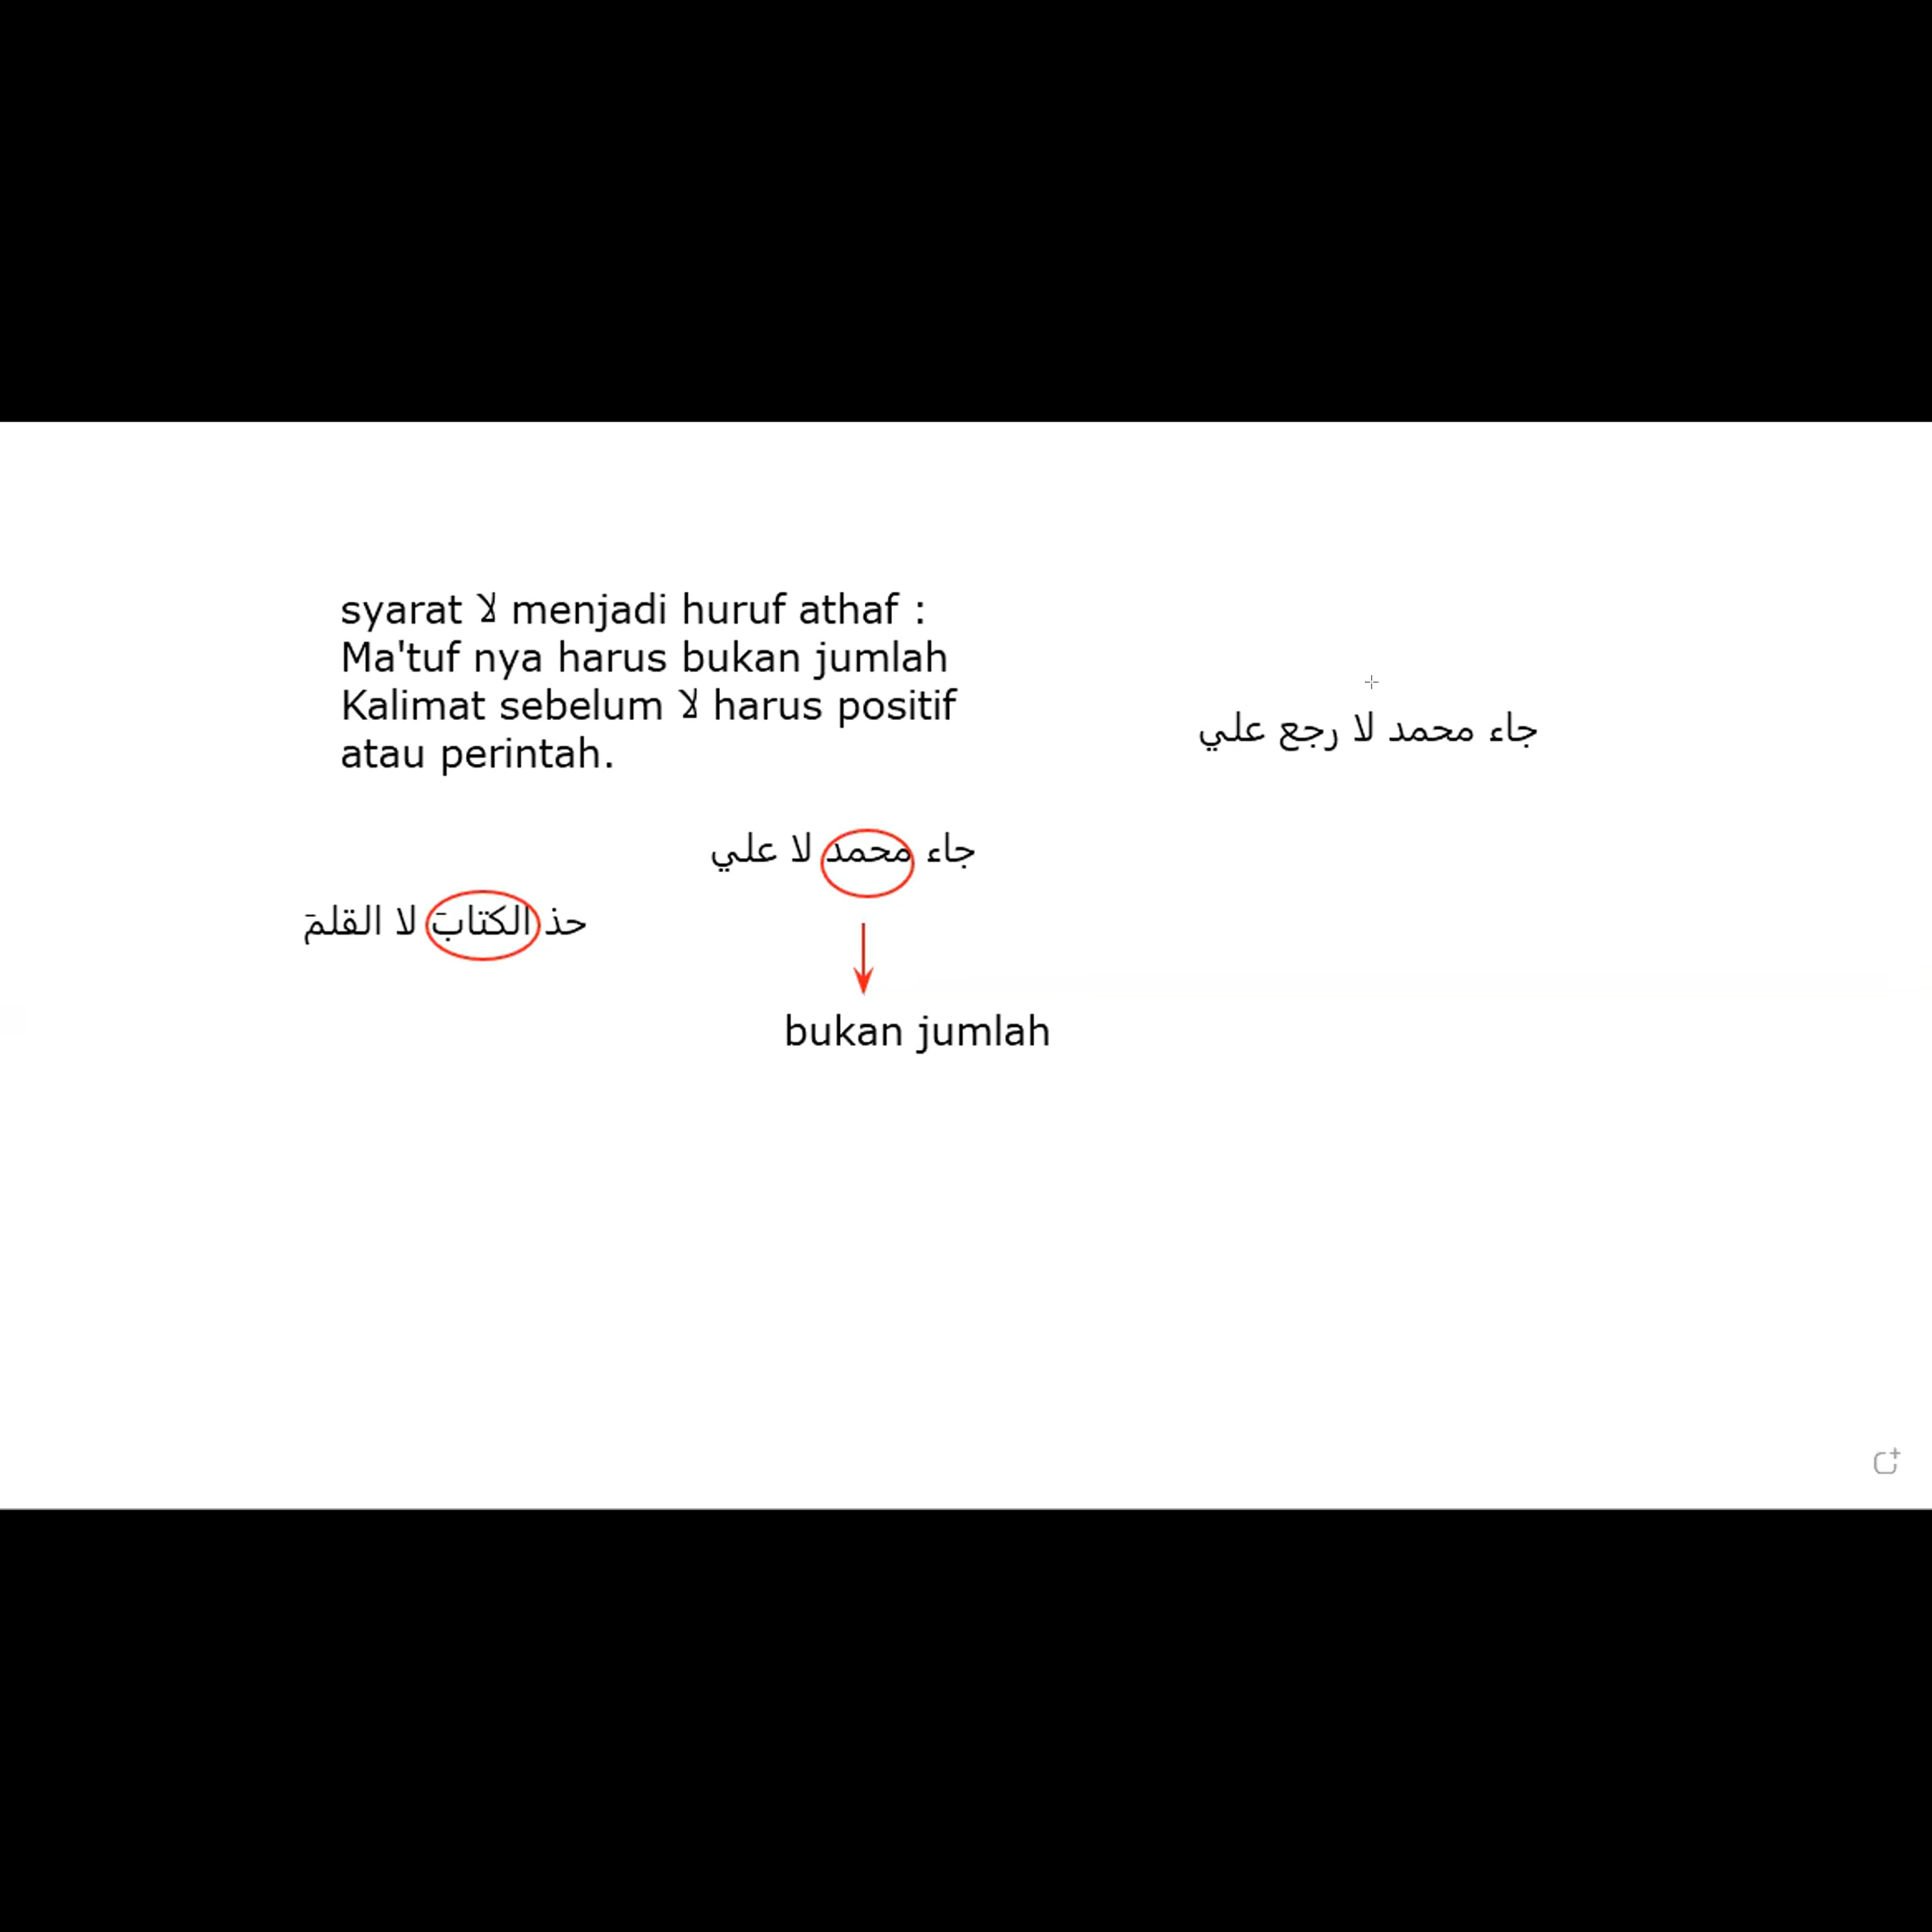 syarat لا menjadi huruf athaf :
Ma'tuf nya harus bukan jumlah
Kalimat sebelum لا harus positif
atau perintah.
جاء محمد لا رجع علي
جاء محمد لا علي
حذ الكتابَ لا القلمَ
bukan jumlah